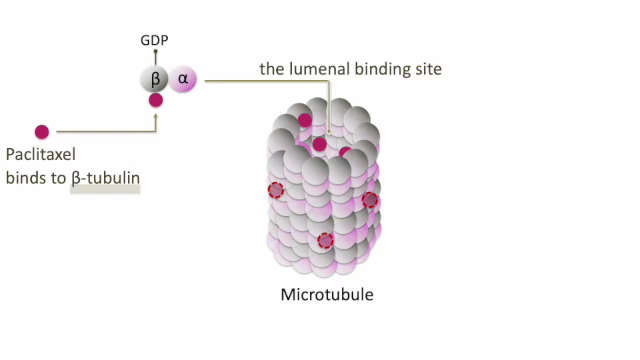 GDP
β α
the lumenal binding site
Paclitaxel
binds to β-tubulin
Microtubule